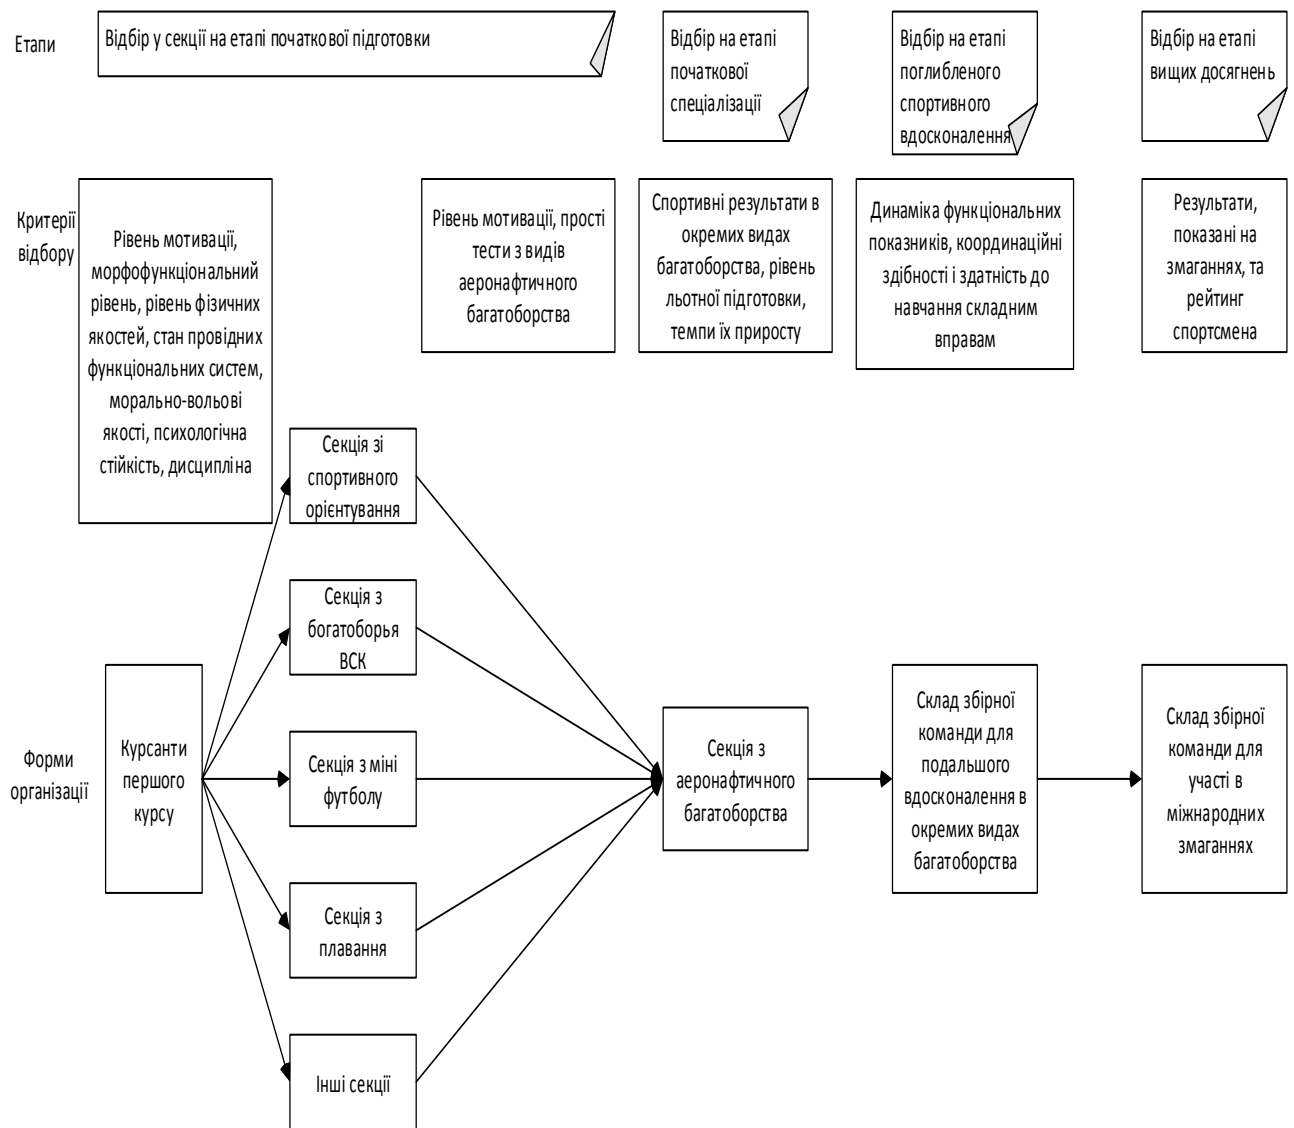 Етапи
Відбір у секції на етапі початкової підготовки
Відбір на етапі
початкової
спеціалізації
Відбір на етапі
поглибленого
спортивного
вдосконалення
Відбір на етапі
вищих досягнень
Критерії
відбору
Рівень мотивації,
морфофункціональний
рівень, рівень фізичних
якостей, стан провідних
функціональних систем,
морально-вольові
якості, психологічна
стійкість, дисципліна
Рівень мотивації, прості
тести з видів
аеронафтичного
багатоборства
Спортивні результати в
окремих видах
багатоборства, рівень
льотної підготовки,
темпи їх приросту
Динаміка функціональних
показників, координаційні
здібності і здатність до
навчання складним
вправам
Результати,
показані на
змаганнях, та
рейтинг
спортсмена
Форми
організації
Курсанти
першого
курсу
Секція зі
спортивного
орієнтування
Секція з
богатоборья
ВСК
Секція з міні
футболу
Секція з
плавання
Інші секції
Секція з
аеронафтичного
багатоборства
Склад збірної
команди для
подальшого
вдосконалення в
окремих видах
багатоборства
Склад збірної
команди для
участі в
міжнародних
змаганнях